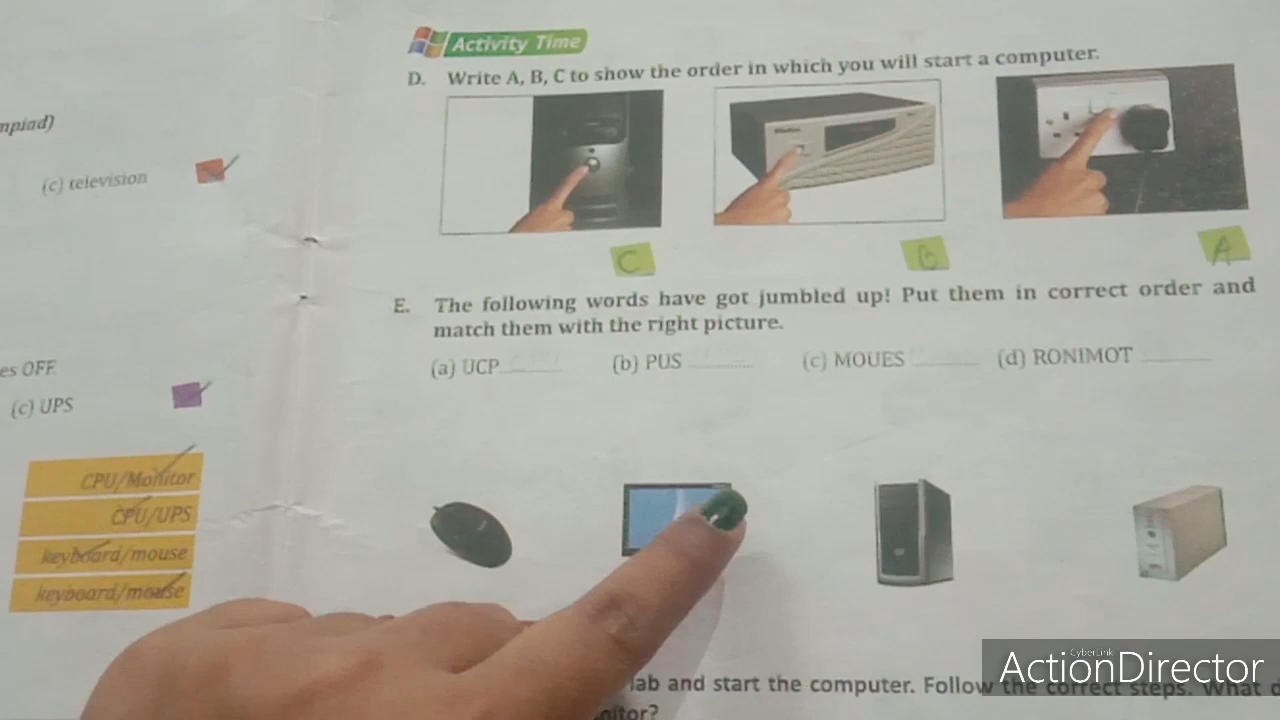 Activity Time
D. Write A, B, C to show the order in which you will start a computer.
(c) television
C B A
E. The following words have got jumbled up! Put them in correct order and
match them with the right picture.
(a) UCP (b) PUS (c) MOUES (d) RONIMOT
es OFF
(c) UPS
CPU/Monitor
CPU/UPS
keyboard/mouse
keyboard/mouse
lab and start the computer. Follow the correct steps. What
CyberLink
ActionDirector